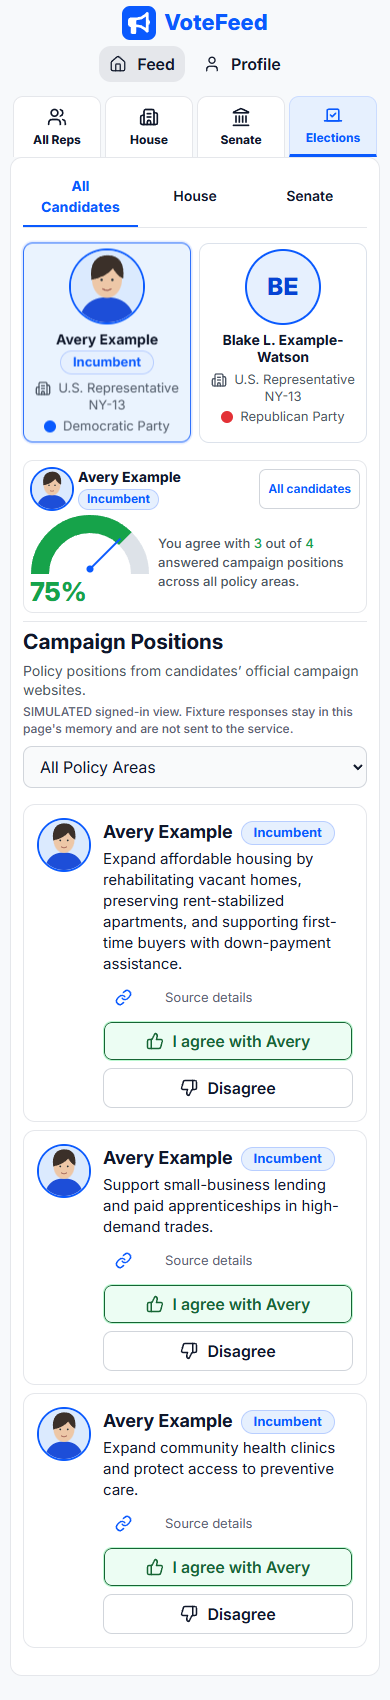 VoteFeed
Feed
Profile
All Reps
House
Senate
Elections
All
Candidates
House
Senate
Avery Example
Incumbent
U.S. Representative
NY-13
Democratic Party
BE
Blake L. Example-
Watson
U.S. Representative
NY-13
Republican Party
Avery Example
Incumbent
All candidates
75%
You agree with 3 out of 4
answered campaign positions
across all policy areas.
Campaign Positions
Policy positions from candidates’ official campaign
websites.
SIMULATED signed-in view. Fixture responses stay in this
page's memory and are not sent to the service.
All Policy Areas
Avery Example Incumbent
Expand affordable housing by
rehabilitating vacant homes,
preserving rent-stabilized
apartments, and supporting first-
time buyers with down-payment
assistance.
Source details
I agree with Avery
Disagree
Avery Example Incumbent
Support small-business lending
and paid apprenticeships in high-
demand trades.
Source details
I agree with Avery
Disagree
Avery Example Incumbent
Expand community health clinics
and protect access to preventive
care.
Source details
I agree with Avery
Disagree